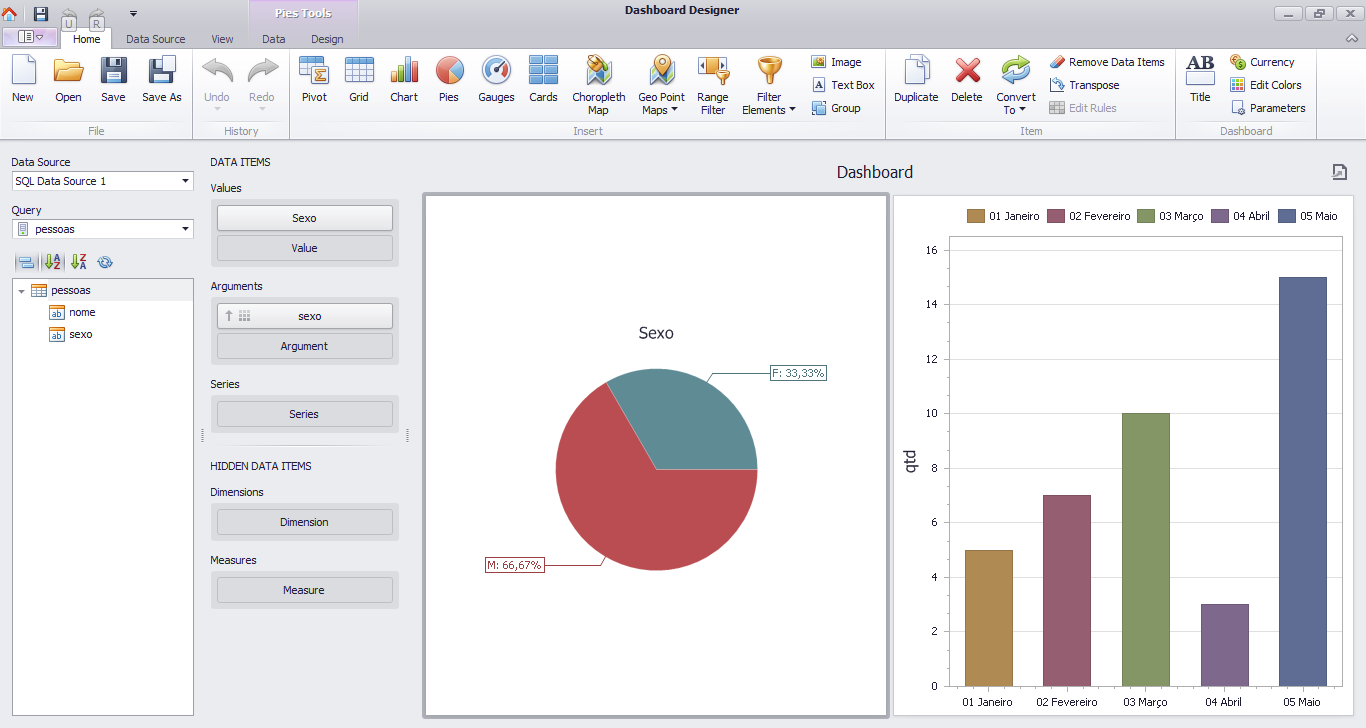 Pies Tools
Dashboard Designer
U
R
Home
Data Source
View
Data
Design
New
Open
Save
Save As
File
Undo
Redo
History
Pivot
Grid
Chart
Pies
Gauges
Cards
Choropleth
Map
Geo Point
Maps
Range
Filter
Filter
Elements
Image
A
Text Box
Group
Insert
Duplicate
Delete
Convert
To
Remove Data Items
Transpose
Edit Rules
Item
AB
Title
Currency
Edit Colors
Parameters
Dashboard
Data Source
SQL Data Source 1
Query
pessoas
A
Z
Z
A
pessoas
ab nome
ab sexo
DATA ITEMS
Values
Sexo
Value
Arguments
sexo
Argument
Series
Series
HIDDEN DATA ITEMS
Dimensions
Dimension
Measures
Measure
Dashboard
Sexo
F: 33,33%
M: 66,67%
01 Janeiro
02 Fevereiro
03 Março
04 Abril
05 Maio
16
14
12
10
8
6
4
2
0
qtd
01 Janeiro
02 Fevereiro
03 Março
04 Abril
05 Maio